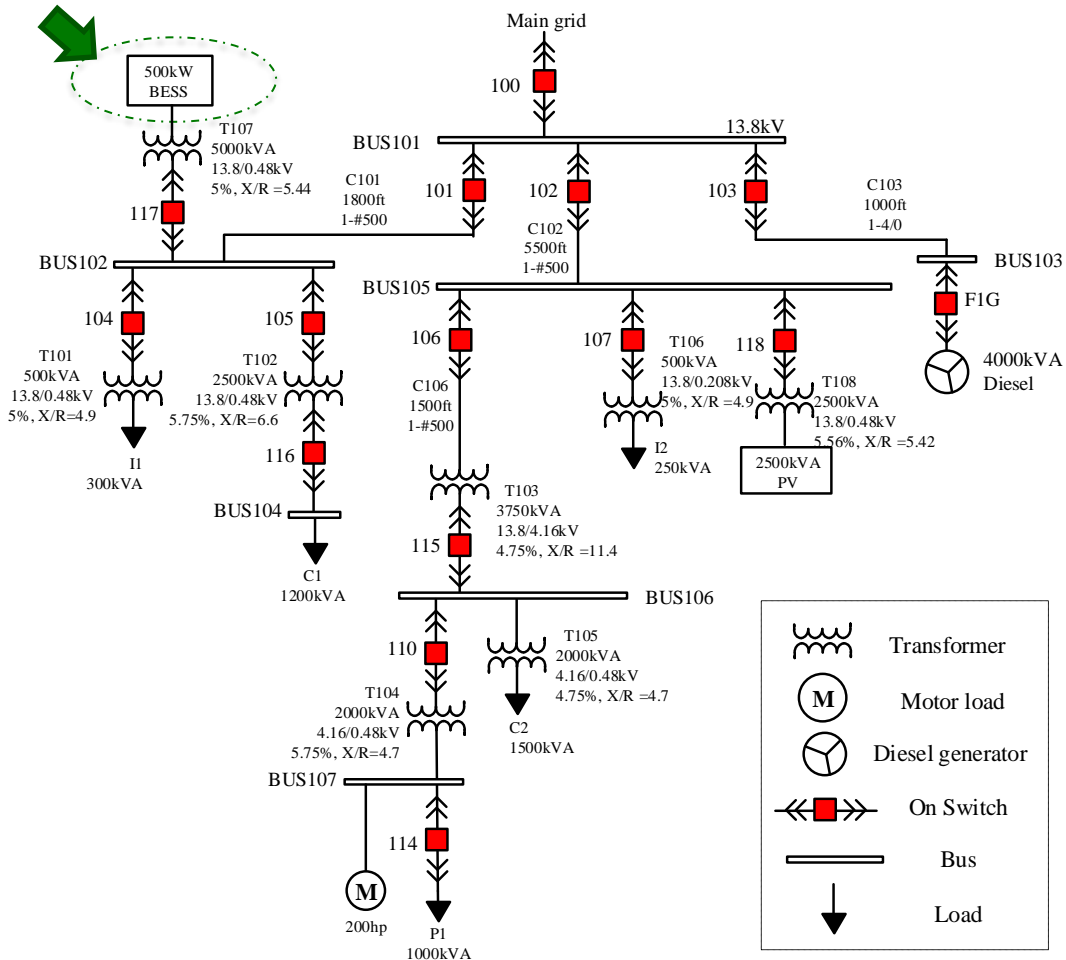 Main grid
100
500kW
BESS
T107
5000kVA
13.8/0.48kV
5%, X/R =5.44
117
BUS101
13.8kV
101
102
103
C101
1800ft
1-#500
C102
5500ft
1-#500
C103
1000ft
1-4/0
BUS102
BUS103
BUS105
F1G
4000kVA
Diesel
104
105
106
107
118
T101
500kVA
13.8/0.48kV
5%, X/R=4.9
T102
2500kVA
13.8/0.48kV
5.75%, X/R=6.6
C106
1500ft
1-#500
T106
500kVA
13.8/0.208kV
5%, X/R =4.9
T108
2500kVA
13.8/0.48kV
5.56%, X/R =5.42
I1
300kVA
116
I2
250kVA
2500kVA
PV
BUS104
C1
1200kVA
T103
3750kVA
13.8/4.16kV
4.75%, X/R =11.4
115
BUS106
110
T105
2000kVA
4.16/0.48kV
4.75%, X/R =4.7
T104
2000kVA
4.16/0.48kV
5.75%, X/R=4.7
C2
1500kVA
BUS107
114
M
200hp
P1
1000kVA
Transformer
M
Motor load
Diesel generator
On Switch
Bus
Load